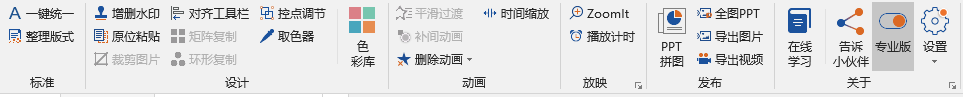 一键统一
整理版式
标准
增删水印
原位粘贴
裁剪图片
对齐工具栏
矩阵复制
环形复制
控点调节
取色器
设计
色
彩库
平滑过渡
补间动画
删除动画
时间缩放
动画
ZoomIt
播放计时
放映
PPT
拼图
全图PPT
导出图片
导出视频
发布
在线
学习
告诉
小伙伴
专业版
设置
关于